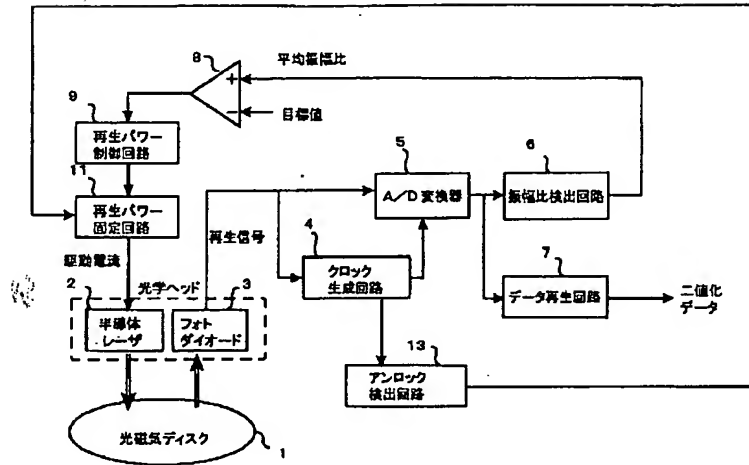 8
平均振幅比
+
−
目標値
9
再生パワー
制御回路
11
再生パワー
固定回路
駆動電流
光学ヘッド
2
半導体
レーザ
3
フォト
ダイオード
再生信号
4
クロック
生成回路
5
A/D変換器
6
振幅比検出回路
7
データ再生回路
二値化
データ
13
アンロック
検出回路
光磁気ディスク
1